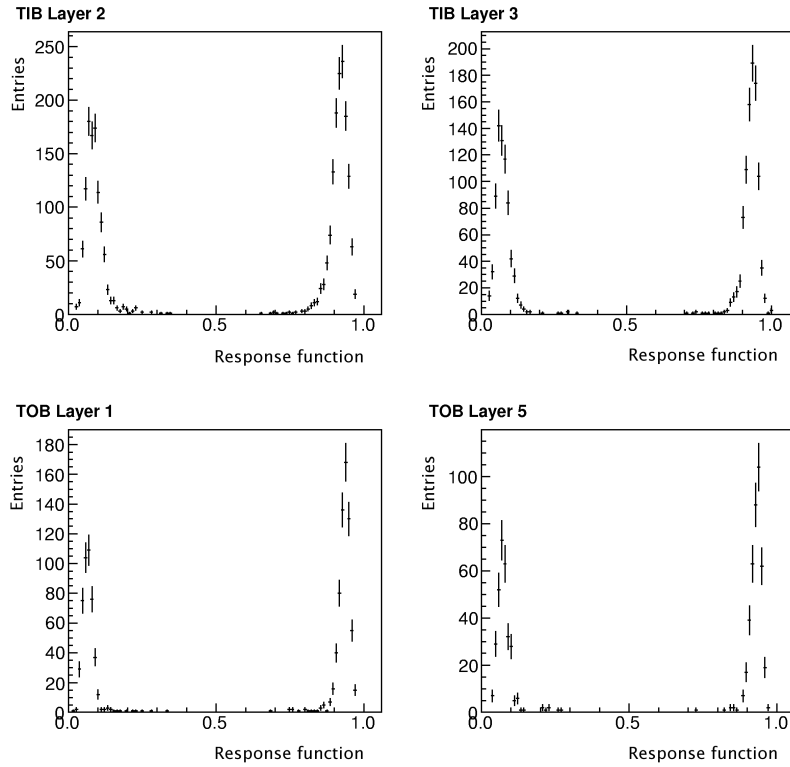 TIB Layer 2
Entries
250
200
150
100
50
0
0.0 0.5 1.0
Response function
TIB Layer 3
Entries
200
180
160
140
120
100
80
60
40
20
0
0.0 0.5 1.0
Response function
TOB Layer 1
Entries
180
160
140
120
100
80
60
40
20
0
0.0 0.5 1.0
Response function
TOB Layer 5
Entries
100
80
60
40
20
0
0.0 0.5 1.0
Response function